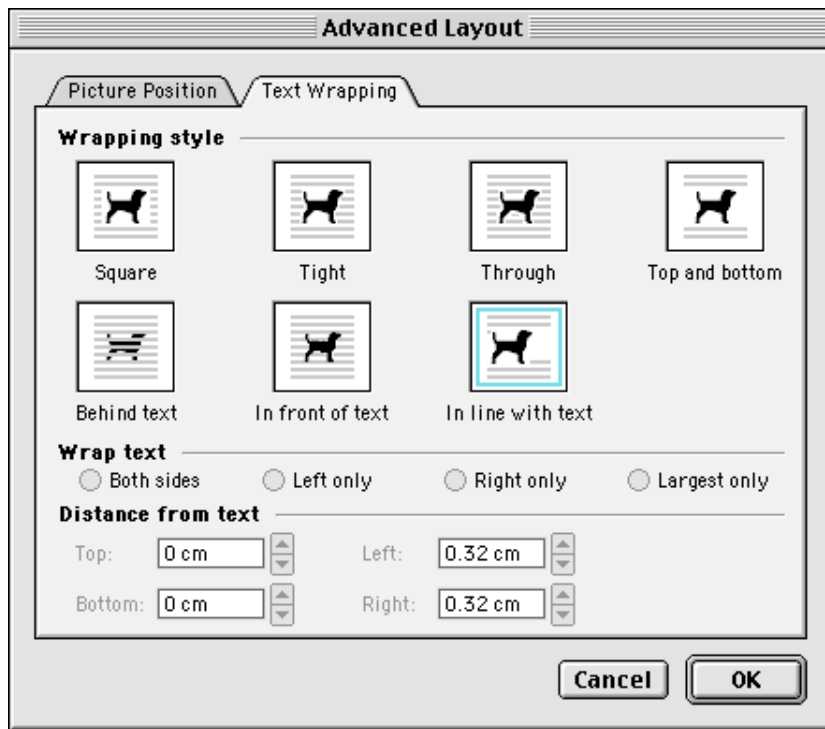 Advanced Layout
Picture Position Text Wrapping
Wrapping style
Square Tight Through Top and bottom
Behind text In front of text In line with text
Wrap text
Both sides Left only Right only Largest only
Distance from text
Top: 0 cm Left: 0.32 cm
Bottom: 0 cm Right: 0.32 cm
Cancel OK